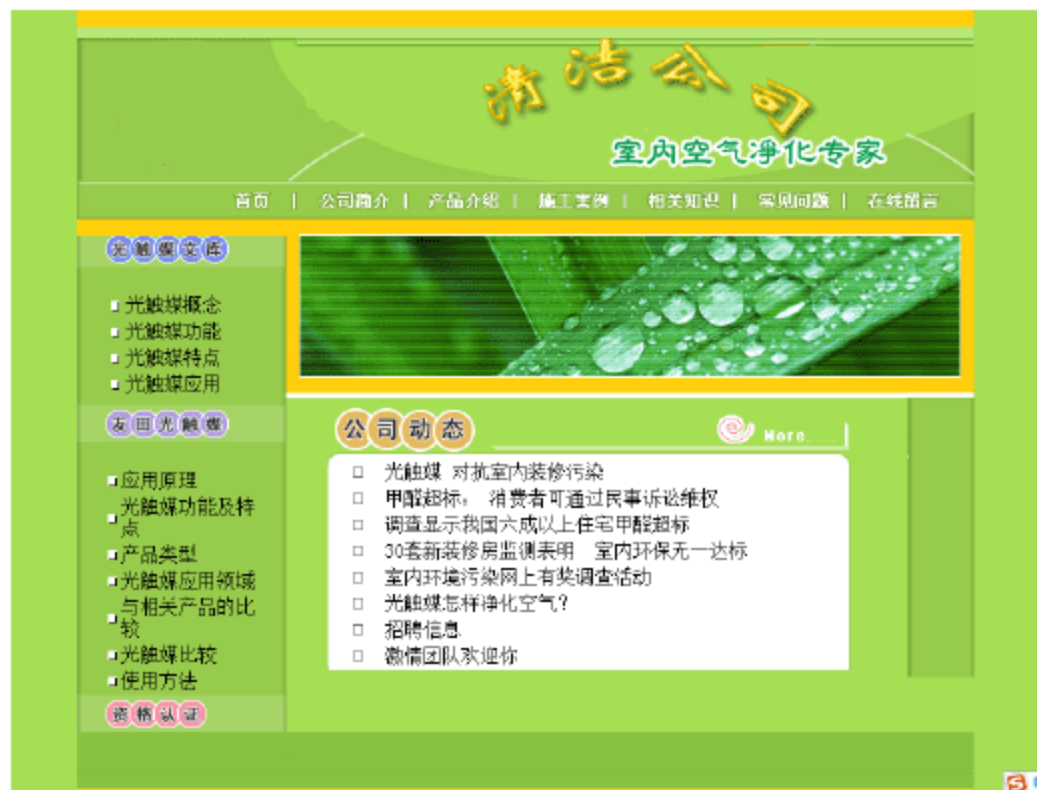 清洁公司
室内空气净化专家
首页 | 公司简介 | 产品介绍 | 施工案例 | 相关知识 | 常见问题 | 在线留言
光触媒文库
光触媒概念
光触媒功能
光触媒特点
光触媒应用
友田光触媒
应用原理
光触媒功能及特
点
产品类型
光触媒应用领域
与相关产品的比
较
光触媒比较
使用方法
资格认证
公司动态
More......
光触媒 对抗室内装修污染
甲醛超标： 消费者可通过民事诉讼维权
调查显示我国六成以上住宅甲醛超标
30套新装修房监测表明 室内环保无一达标
室内环境污染网上有奖调查活动
光触媒怎样净化空气?
招聘信息
激情团队欢迎你